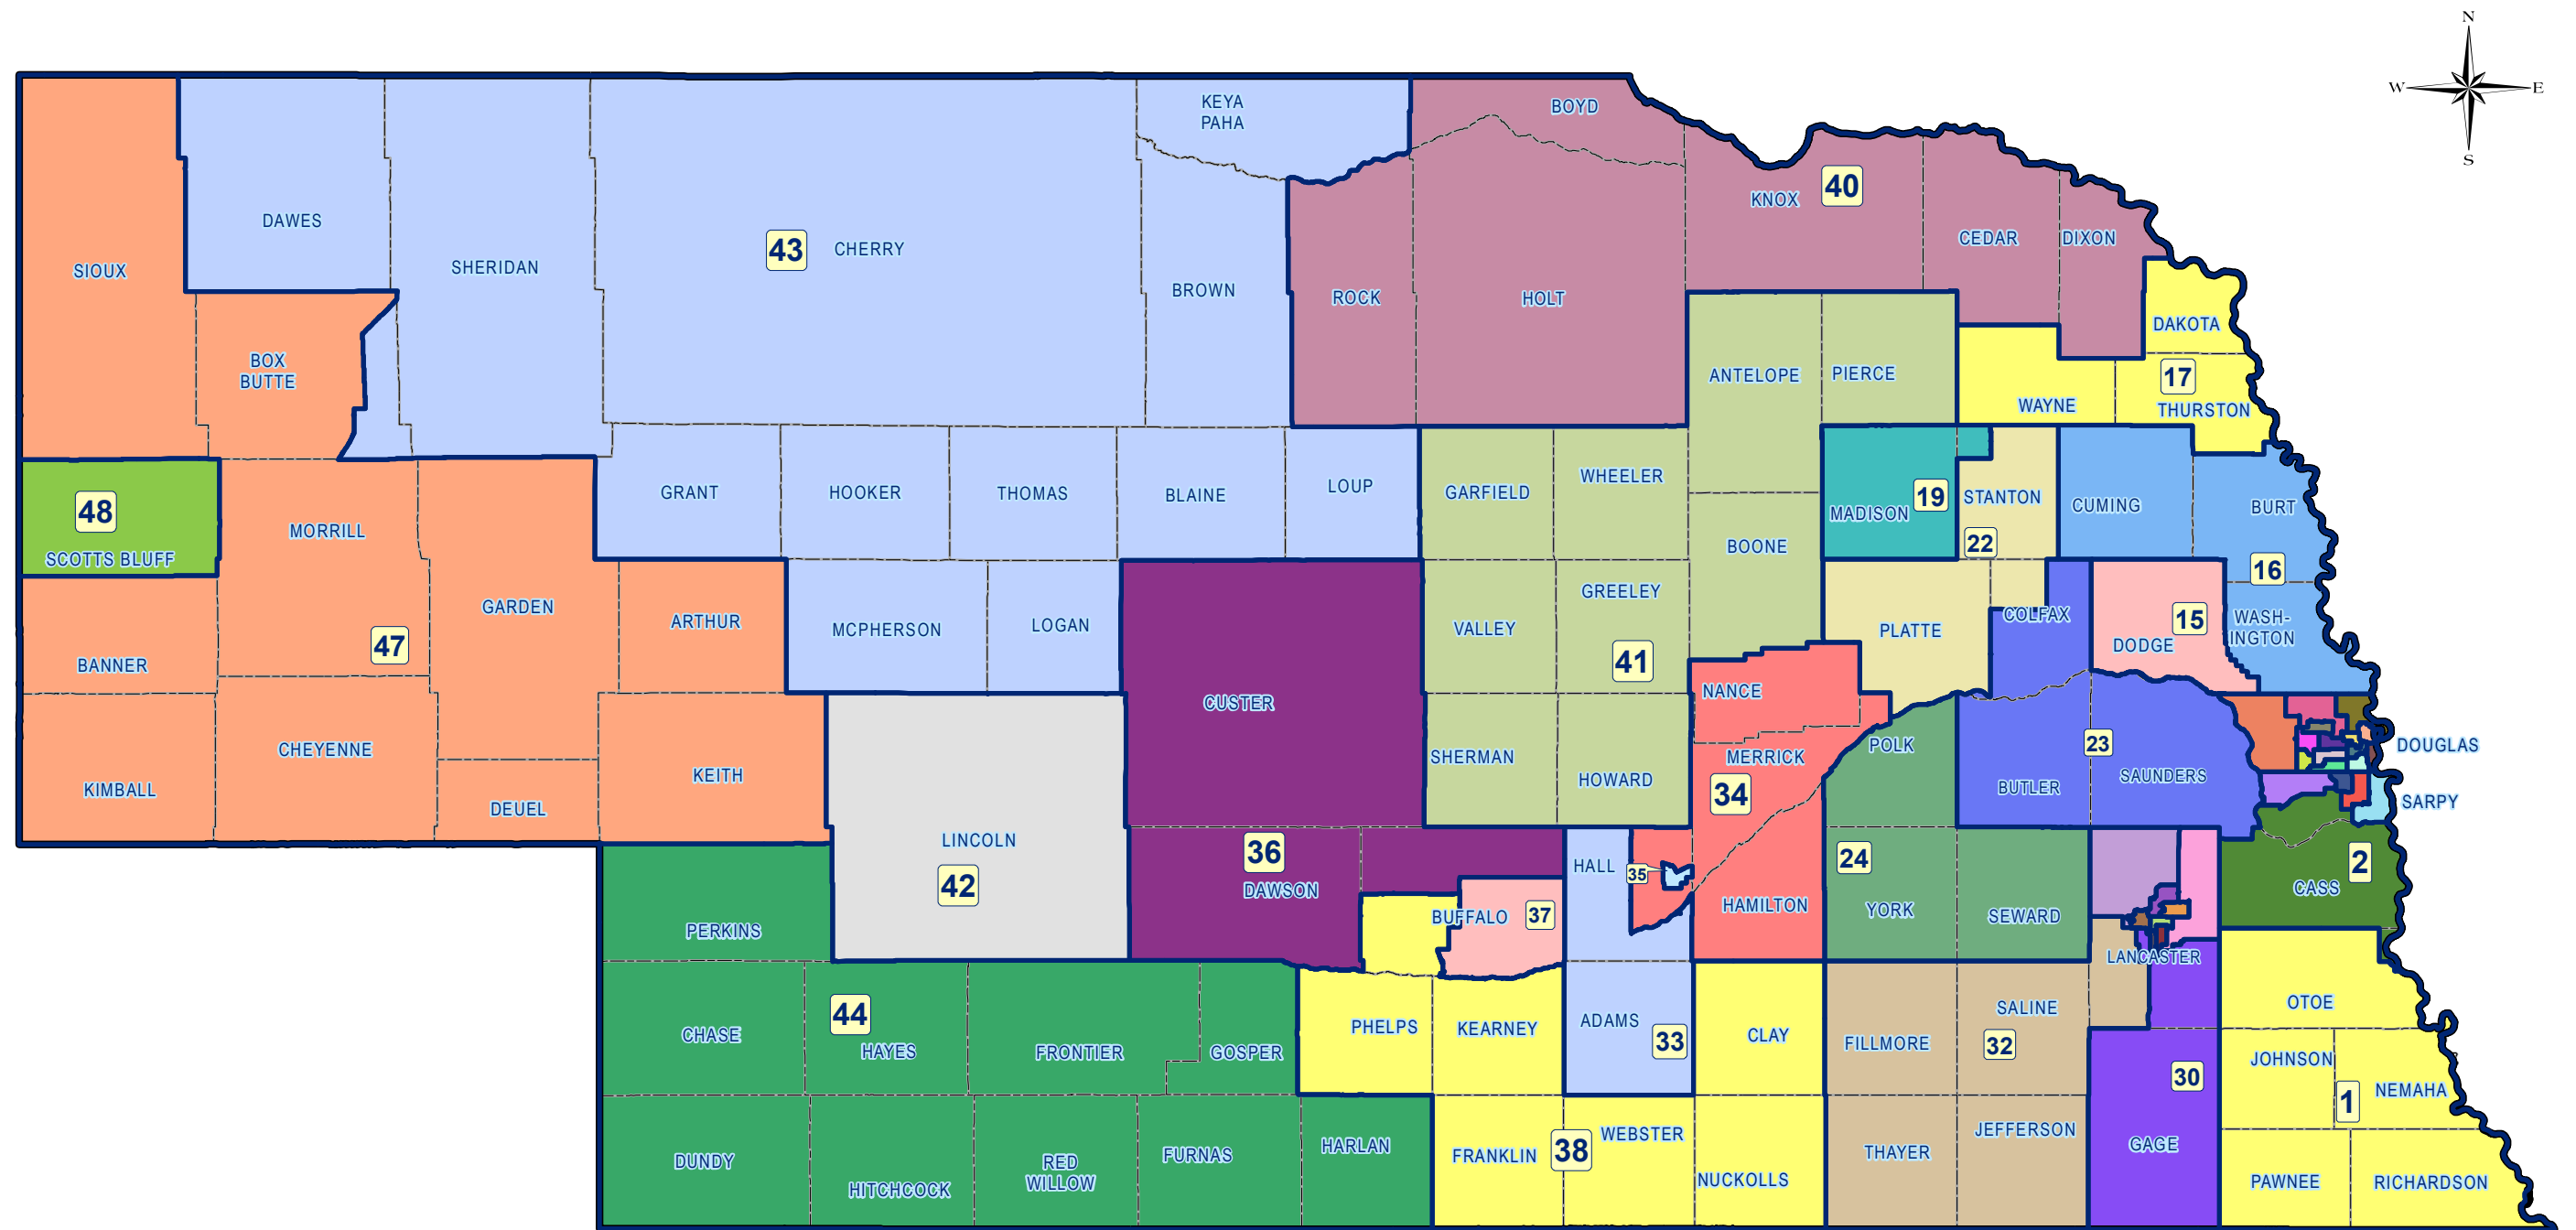 N
W E
S
KEYA
PAHA
BOYD
DAWES
SIOUX
SHERIDAN
43
CHERRY
BROWN
ROCK
HOLT
KNOX
40
CEDAR
DIXON
DAKOTA
BOX
BUTTE
ANTELOPE
PIERCE
WAYNE
17
THURSTON
48
SCOTTS BLUFF
MORRILL
GRANT
HOOKER
THOMAS
BLAINE
LOUP
GARFIELD
WHEELER
MADISON
19
STANTON
22
CUMING
BURT
16
BOONE
BANNER
47
GARDEN
ARTHUR
MCPHERSON
LOGAN
CUSTER
VALLEY
GREELEY
41
PLATTE
COLFAX
DODGE
15
WASH-
INGTON
KIMBALL
CHEYENNE
DEUEL
KEITH
SHERMAN
HOWARD
NANCE
MERRICK
34
POLK
BUTLER
23
SAUNDERS
DOUGLAS
SARPY
LINCOLN
42
36
DAWSON
BUFFALO
37
HALL
35
HAMILTON
24
YORK
SEWARD
LANCASTER
CASS
2
PERKINS
CHASE
44
HAYES
FRONTIER
GOSPER
PHELPS
KEARNEY
ADAMS
33
CLAY
FILLMORE
SALINE
32
OTOE
JOHNSON
NEMAHA
1
30
GAGE
DUNDY
HITCHCOCK
RED
WILLOW
FURNAS
HARLAN
FRANKLIN
38
WEBSTER
NUCKOLLS
THAYER
JEFFERSON
PAWNEE
RICHARDSON